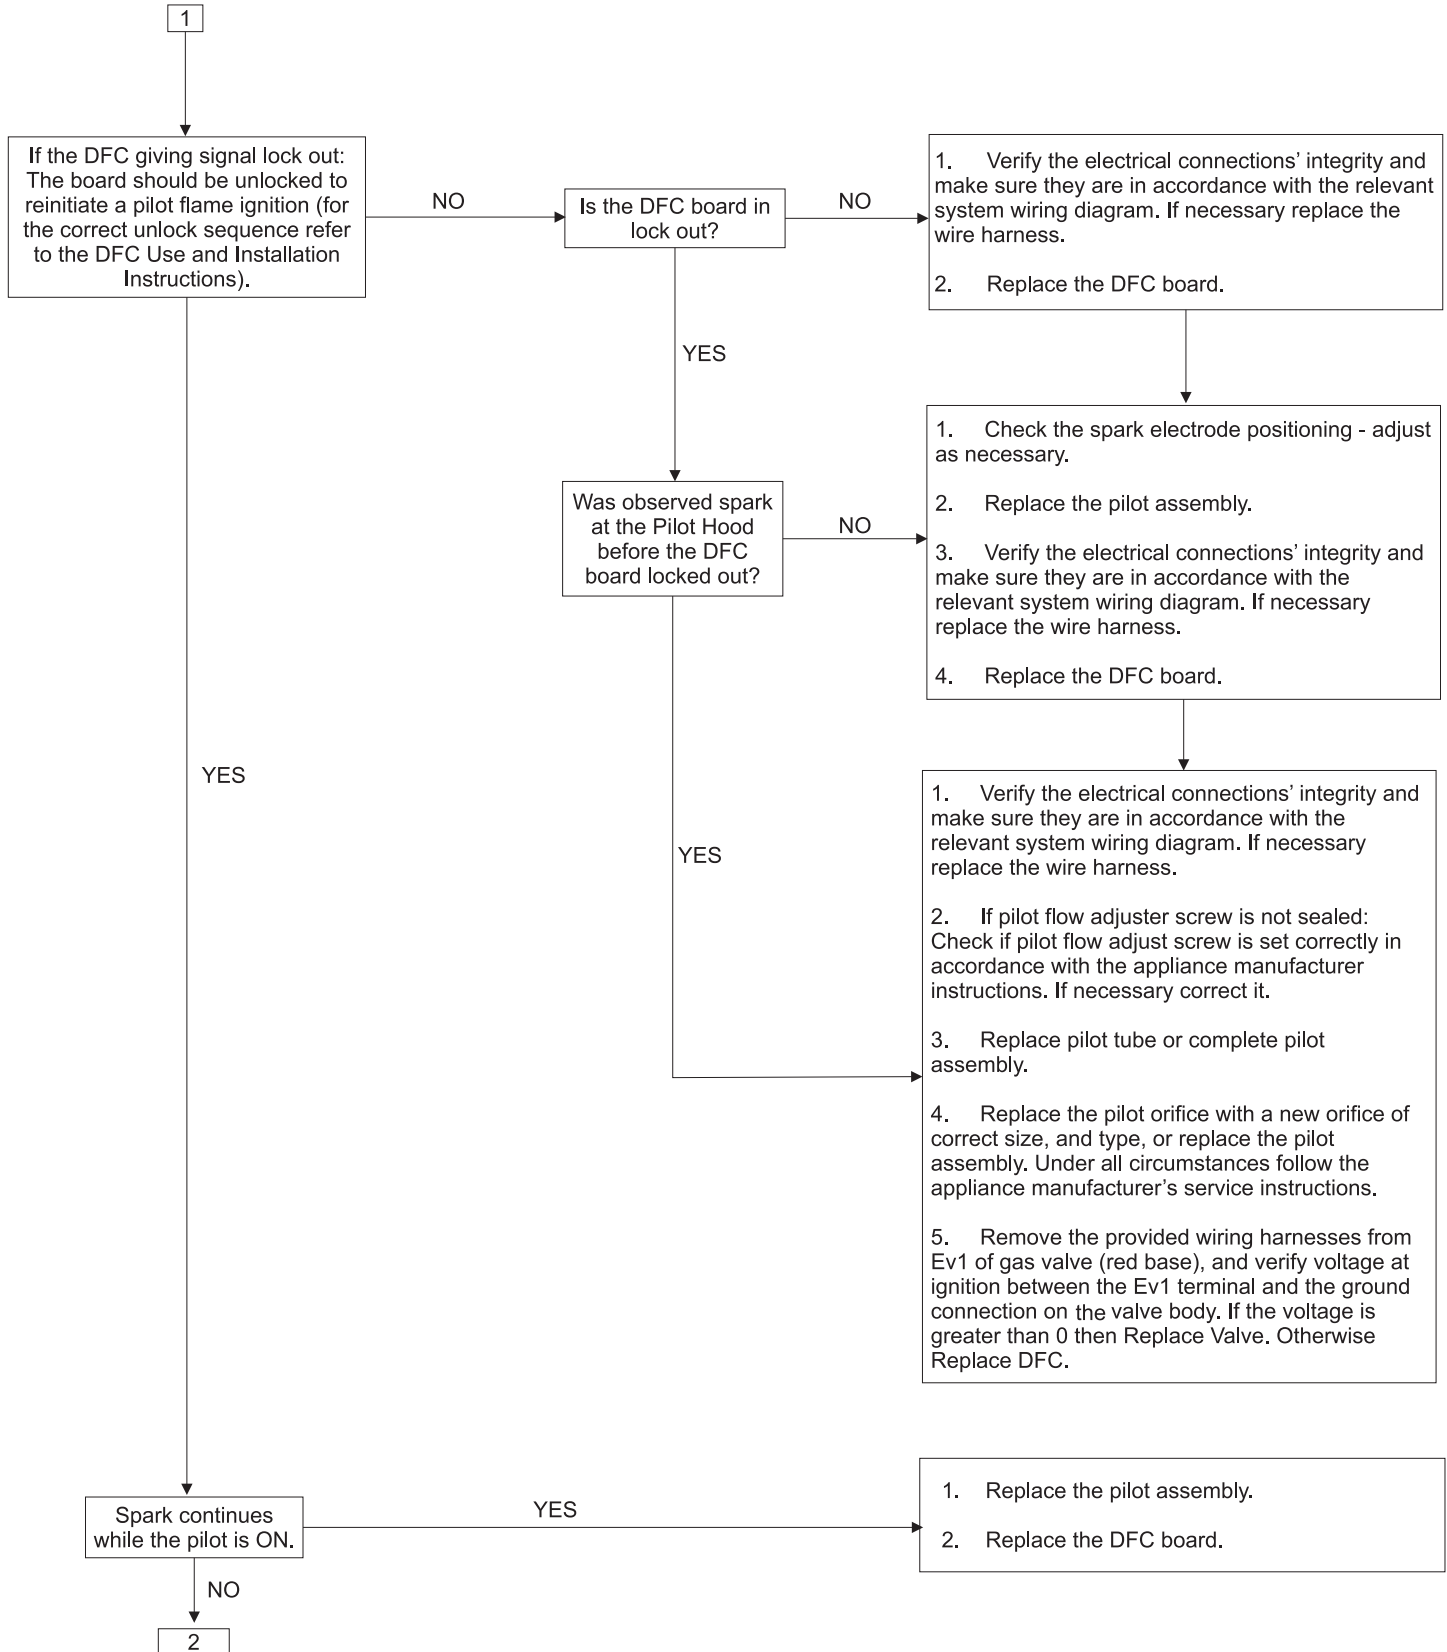 1
If the DFC giving signal lock out:
The board should be unlocked to
reinitiate a pilot flame ignition (for
the correct unlock sequence refer
to the DFC Use and Installation
Instructions).
NO
Is the DFC board in
lock out?
NO
1. Verify the electrical connections’ integrity and
make sure they are in accordance with the relevant
system wiring diagram. If necessary replace the
wire harness.
2. Replace the DFC board.
YES
Was observed spark
at the Pilot Hood
before the DFC
board locked out?
NO
1. Check the spark electrode positioning - adjust
as necessary.
2. Replace the pilot assembly.
3. Verify the electrical connections’ integrity and
make sure they are in accordance with the
relevant system wiring diagram. If necessary
replace the wire harness.
4. Replace the DFC board.
YES
YES
1. Verify the electrical connections’ integrity and
make sure they are in accordance with the
relevant system wiring diagram. If necessary
replace the wire harness.
2. If pilot flow adjuster screw is not sealed:
Check if pilot flow adjust screw is set correctly in
accordance with the appliance manufacturer
instructions. If necessary correct it.
3. Replace pilot tube or complete pilot
assembly.
4. Replace the pilot orifice with a new orifice of
correct size, and type, or replace the pilot
assembly. Under all circumstances follow the
appliance manufacturer’s service instructions.
5. Remove the provided wiring harnesses from
Ev1 of gas valve (red base), and verify voltage at
ignition between the Ev1 terminal and the ground
connection on the valve body. If the voltage is
greater than 0 then Replace Valve. Otherwise
Replace DFC.
Spark continues
while the pilot is ON.
YES
1. Replace the pilot assembly.
2. Replace the DFC board.
NO
2